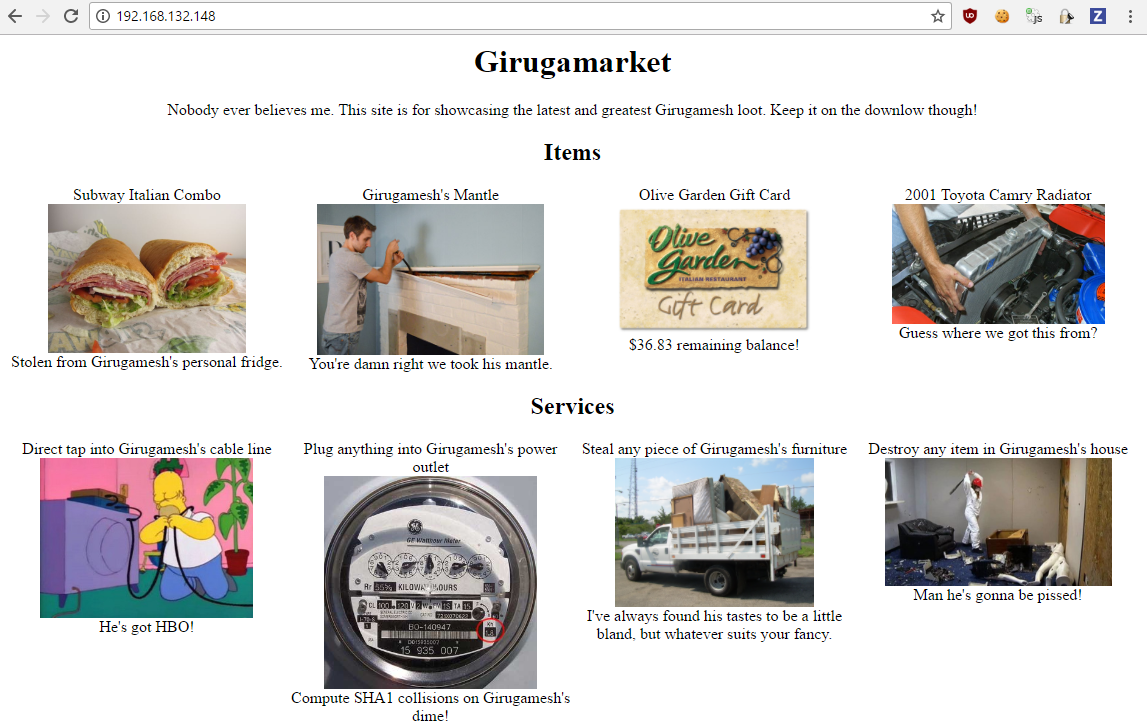 192.168.132.148
Girugamarket
Nobody ever believes me. This site is for showcasing the latest and greatest Girugamesh loot. Keep it on the downlow though!
Items
Subway Italian Combo
Girugamesh's Mantle
Olive Garden Gift Card
2001 Toyota Camry Radiator
Olive
Garden
ITALIAN RESTAURANT
Gift Card
Stolen from Girugamesh's personal fridge.
You're damn right we took his mantle.
$36.83 remaining balance!
Guess where we got this from?
Services
Direct tap into Girugamesh's cable line
Plug anything into Girugamesh's power
outlet
Steal any piece of Girugamesh's furniture
Destroy any item in Girugamesh's house
GE
KILOWATTHOURS
BO-140947
15 935 007
He's got HBO!
Compute SHA1 collisions on Girugamesh's
dime!
I've always found his tastes to be a little
bland, but whatever suits your fancy.
Man he's gonna be pissed!